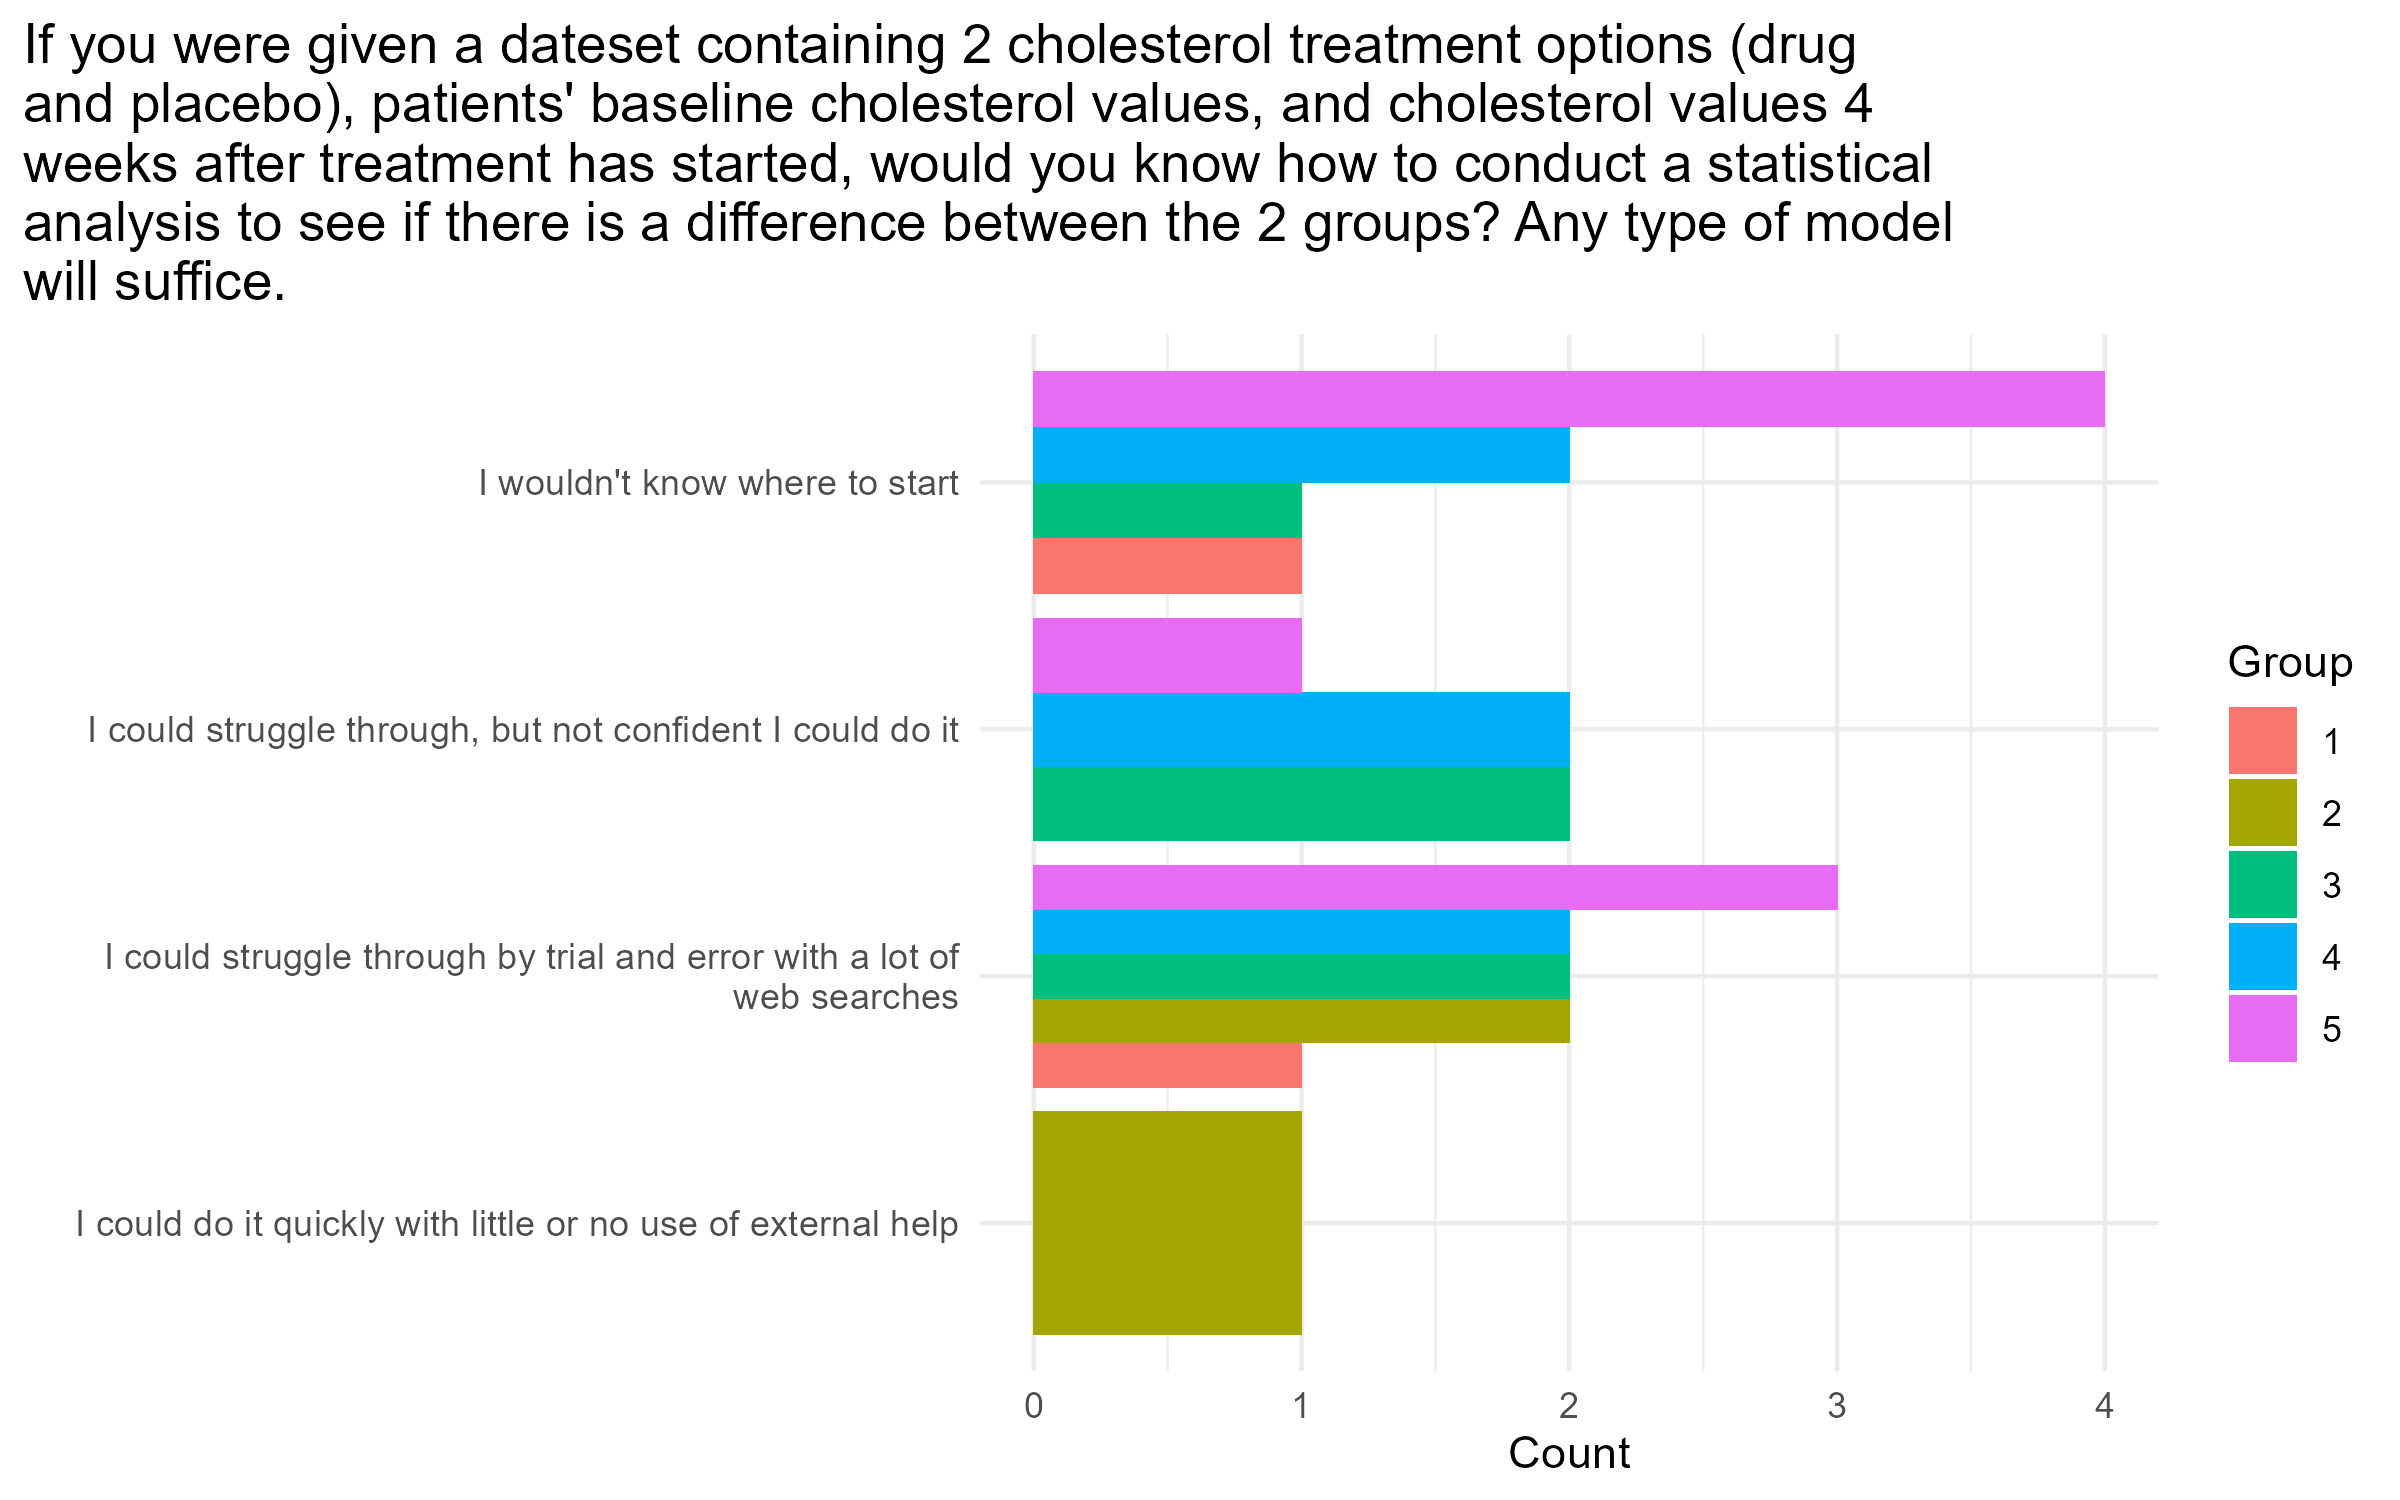 If you were given a dateset containing 2 cholesterol treatment options (drug
and placebo), patients' baseline cholesterol values, and cholesterol values 4
weeks after treatment has started, would you know how to conduct a statistical
analysis to see if there is a difference between the 2 groups? Any type of model
will suffice.
I wouldn't know where to start
I could struggle through, but not confident I could do it
I could struggle through by trial and error with a lot of
web searches
I could do it quickly with little or no use of external help
0 1 2 3 4
Count
Group
1
2
3
4
5